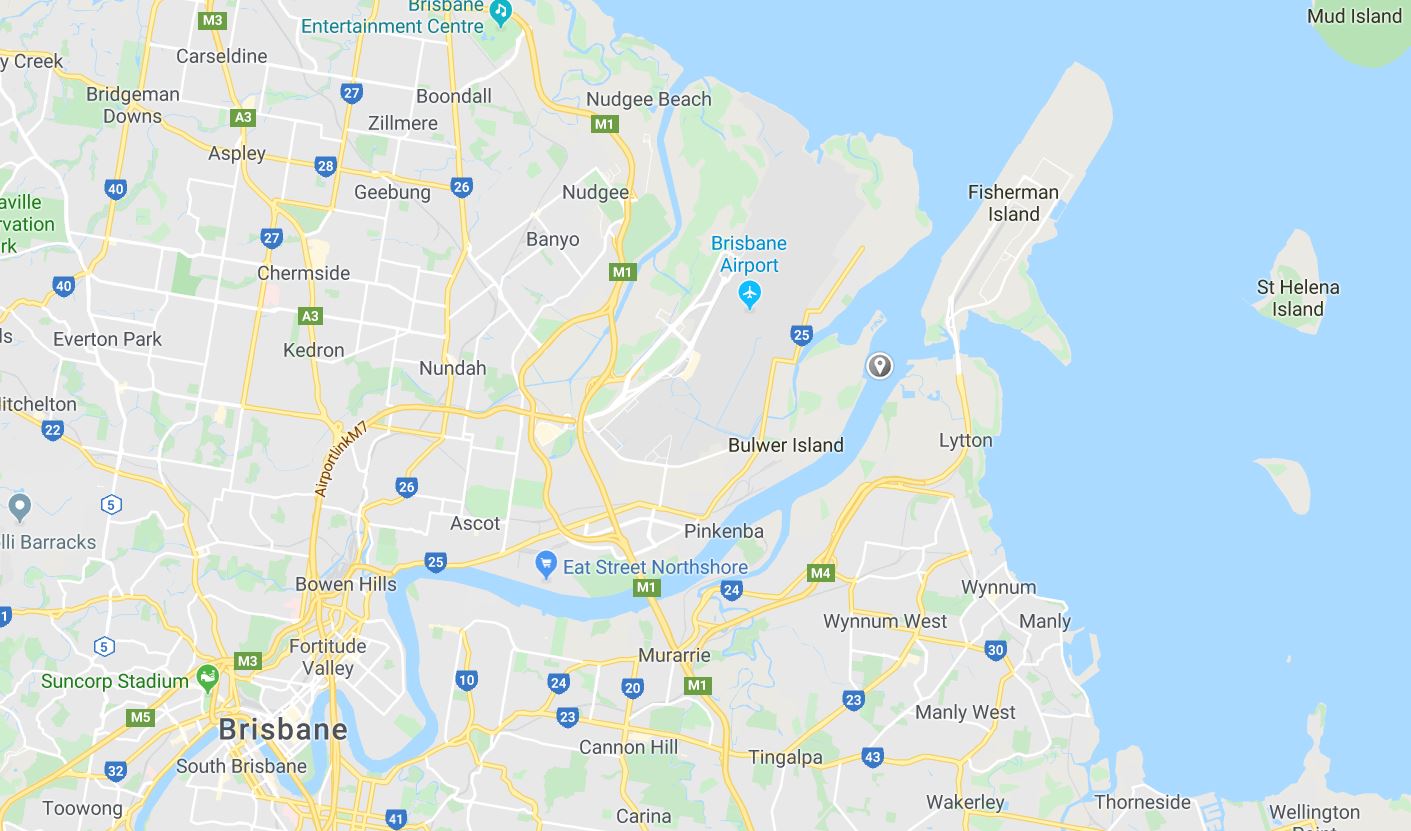 Brisbane
Entertainment Centre
Mud Island
M3
Carseldine
y Creek
27
Boondall
Bridgeman
Downs
Nudgee Beach
A3
Zillmere
M1
Aspley
28
40
Geebung
26
Nudgee
Fisherman
Island
aville
rvation
rk
27
Banyo
Brisbane
Airport
Chermside
M1
40
St Helena
Island
A3
25
Everton Park
Kedron
Nundah
litchelton
22
AirportlinkM7
Bulwer Island
Lytton
26
5
Ascot
Pinkenba
lli Barracks
25
Eat Street Northshore
Bowen Hills
M1
24
M4
Wynnum
1
Wynnum West
Manly
5
Fortitude
Valley
30
M3
Murarrie
Suncorp Stadium
10
24
20
M1
23
23
Manly West
M5
Brisbane
Cannon Hill
Tingalpa
43
32
South Brisbane
Toowong
41
Carina
Wakerley
Thorneside
Wellington